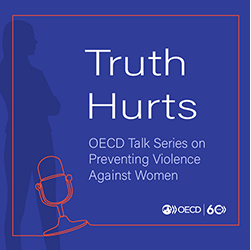 Truth
Hurts
OECD Talk Series on
Preventing Violence
Against Women
OECD 60